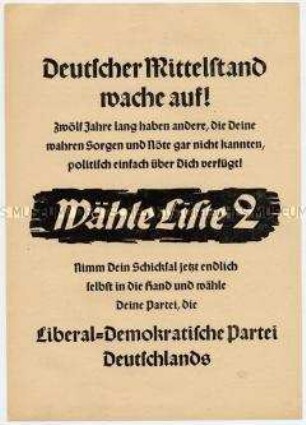 Deutscher Mittelstand
wache auf!
Zwölf Jahre lang haben andere, die Deine
wahren Sorgen und Nöte gar nicht kannten,
politisch einfach über Dich verfügt!
Wähle Liste 2
Nimm Dein Schicksal jetzt endlich
selbst in die Hand und wähle
Deine Partei, die
Liberal=Demokratische Partei
Deutschlands